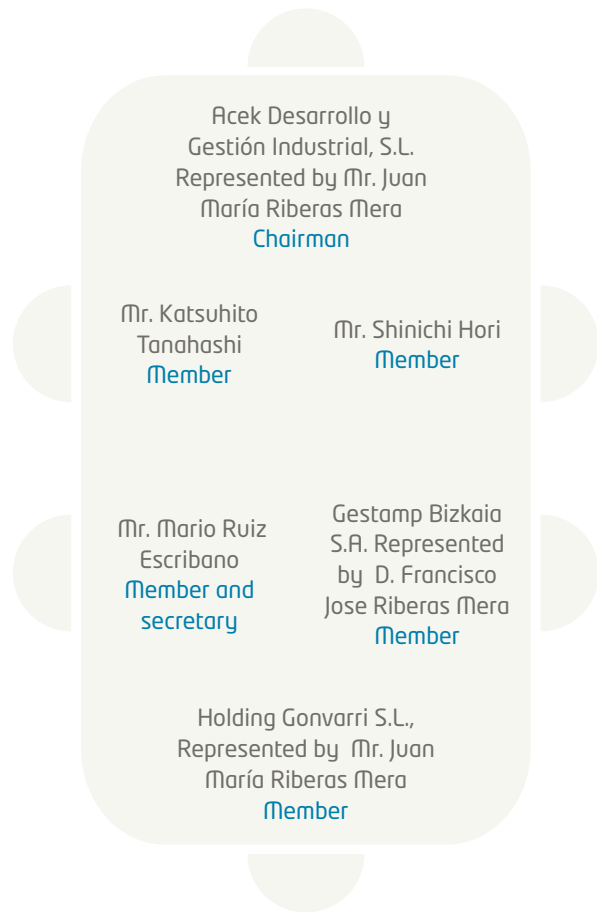 Acek Desarrollo y
Gestión Industrial, S.L.
Represented by Mr. Juan
María Riberas Mera
Chairman
Mr. Katsuhito
Tanahashi
Member
Mr. Shinichi Hori
Member
Mr. Mario Ruiz
Escribano
Member and
secretary
Gestamp Bizkaia
S.A. Represented
by D. Francisco
Jose Riberas Mera
Member
Holding Gonvarri S.L.,
Represented by Mr. Juan
María Riberas Mera
Member